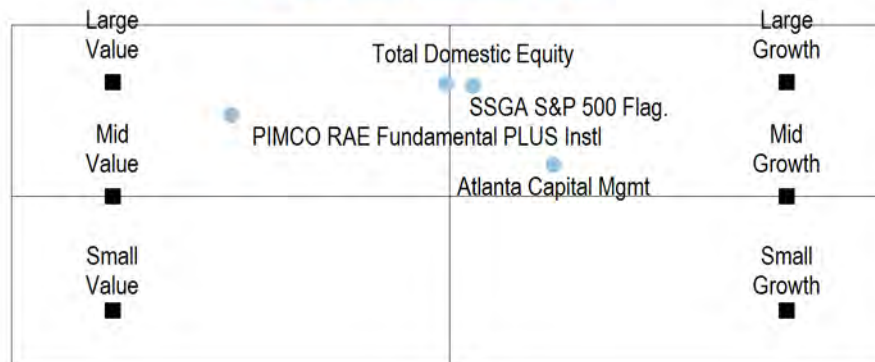 Large
Value
Large
Growth
Total Domestic Equity
SSGA S&P 500 Flag.
PIMCO RAE Fundamental PLUS Instl
Mid
Value
Mid
Growth
Atlanta Capital Mgmt
Small
Value
Small
Growth